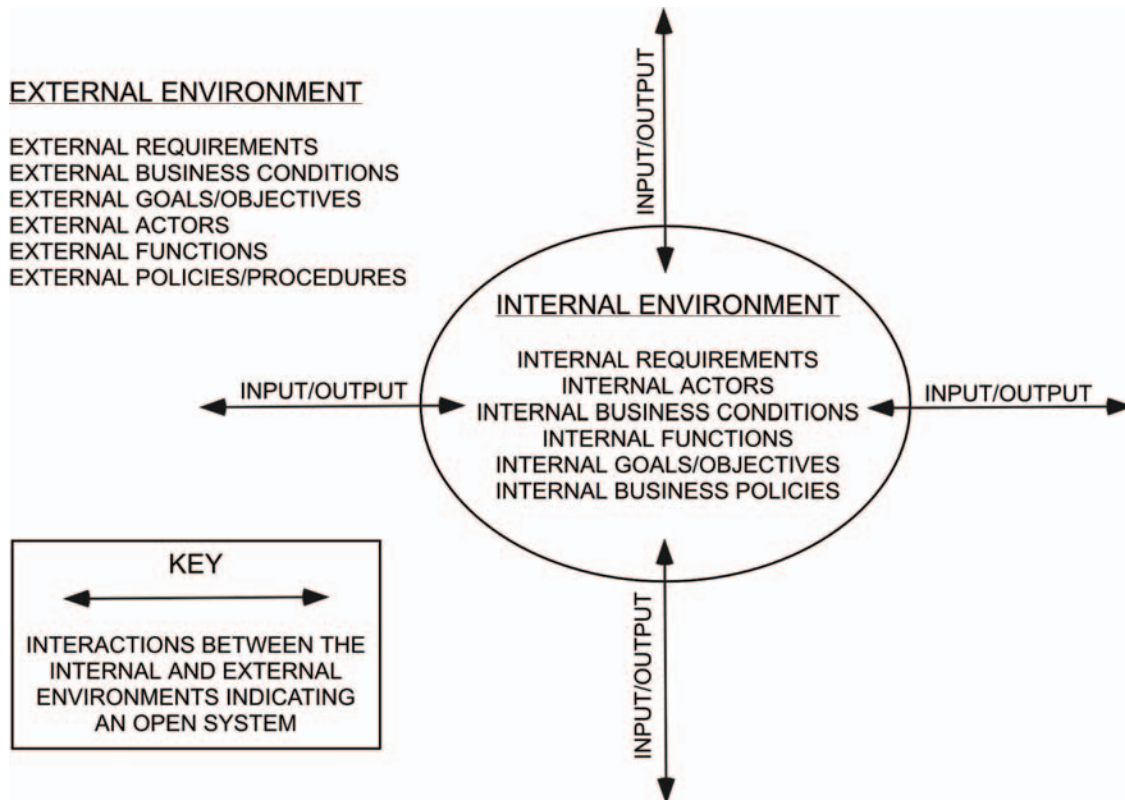 EXTERNAL ENVIRONMENT
EXTERNAL REQUIREMENTS
EXTERNAL BUSINESS CONDITIONS
EXTERNAL GOALS/OBJECTIVES
EXTERNAL ACTORS
EXTERNAL FUNCTIONS
EXTERNAL POLICIES/PROCEDURES
INPUT/OUTPUT
INTERNAL ENVIRONMENT
INTERNAL REQUIREMENTS
INTERNAL ACTORS
INTERNAL BUSINESS CONDITIONS
INTERNAL FUNCTIONS
INTERNAL GOALS/OBJECTIVES
INTERNAL BUSINESS POLICIES
INPUT/OUTPUT
INPUT/OUTPUT
INPUT/OUTPUT
KEY
INTERACTIONS BETWEEN THE
INTERNAL AND EXTERNAL
ENVIRONMENTS INDICATING
AN OPEN SYSTEM